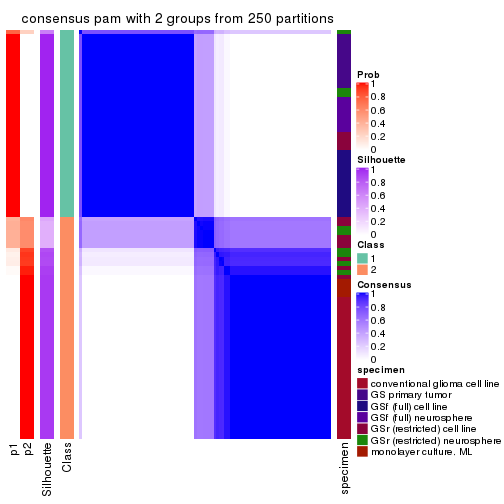 consensus pam with 2 groups from 250 partitions
Prob
1
0.8
0.6
0.4
0.2
0
Silhouette
1
0.8
0.6
0.4
0.2
0
Class
1
2
Consensus
1
0.8
0.6
0.4
0.2
0
specimen
conventional glioma cell line
GS primary tumor
GSf (full) cell line
GSf (full) neurosphere
GSr (restricted) cell line
GSr (restricted) neurosphere
monolayer culture. ML
p1
p2
Silhouette
Class
specimen